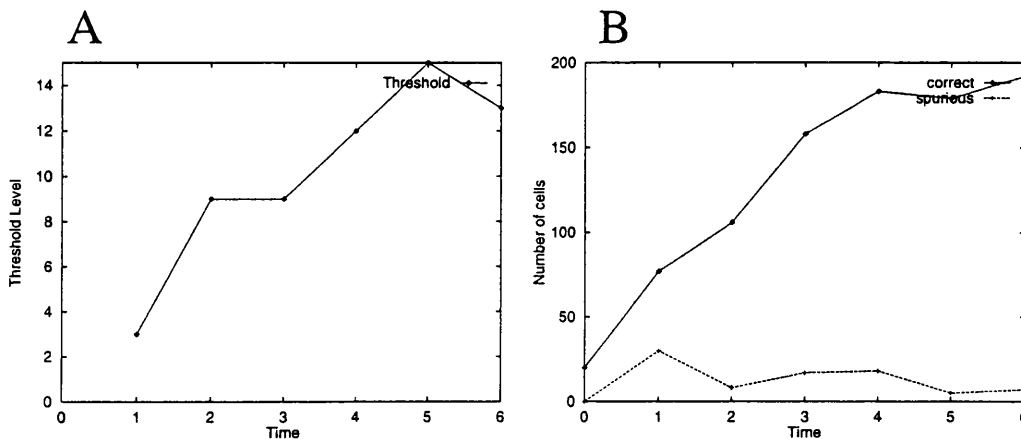 A
Threshold
Threshold Level
14
12
10
8
6
4
2
0
0 1 2 3 4 5 6
Time
B
correct
spurious
Number of cells
200
150
100
50
0
0 1 2 3 4 5 6
Time